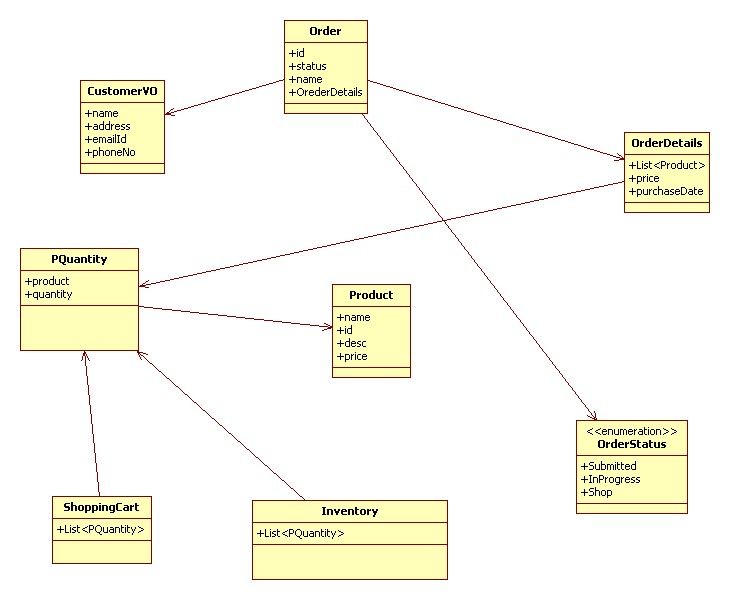 Order
+id
+status
+name
+OrederDetails
CustomerVO
+name
+address
+emailId
+phoneNo
OrderDetails
+List<Product>
+price
+purchaseDate
PQuantity
+product
+quantity
Product
+name
+id
+desc
+price
<<enumeration>>
OrderStatus
+Submitted
+InProgress
+Shop
ShoppingCart
+List<PQuantity>
Inventory
+List<PQuantity>